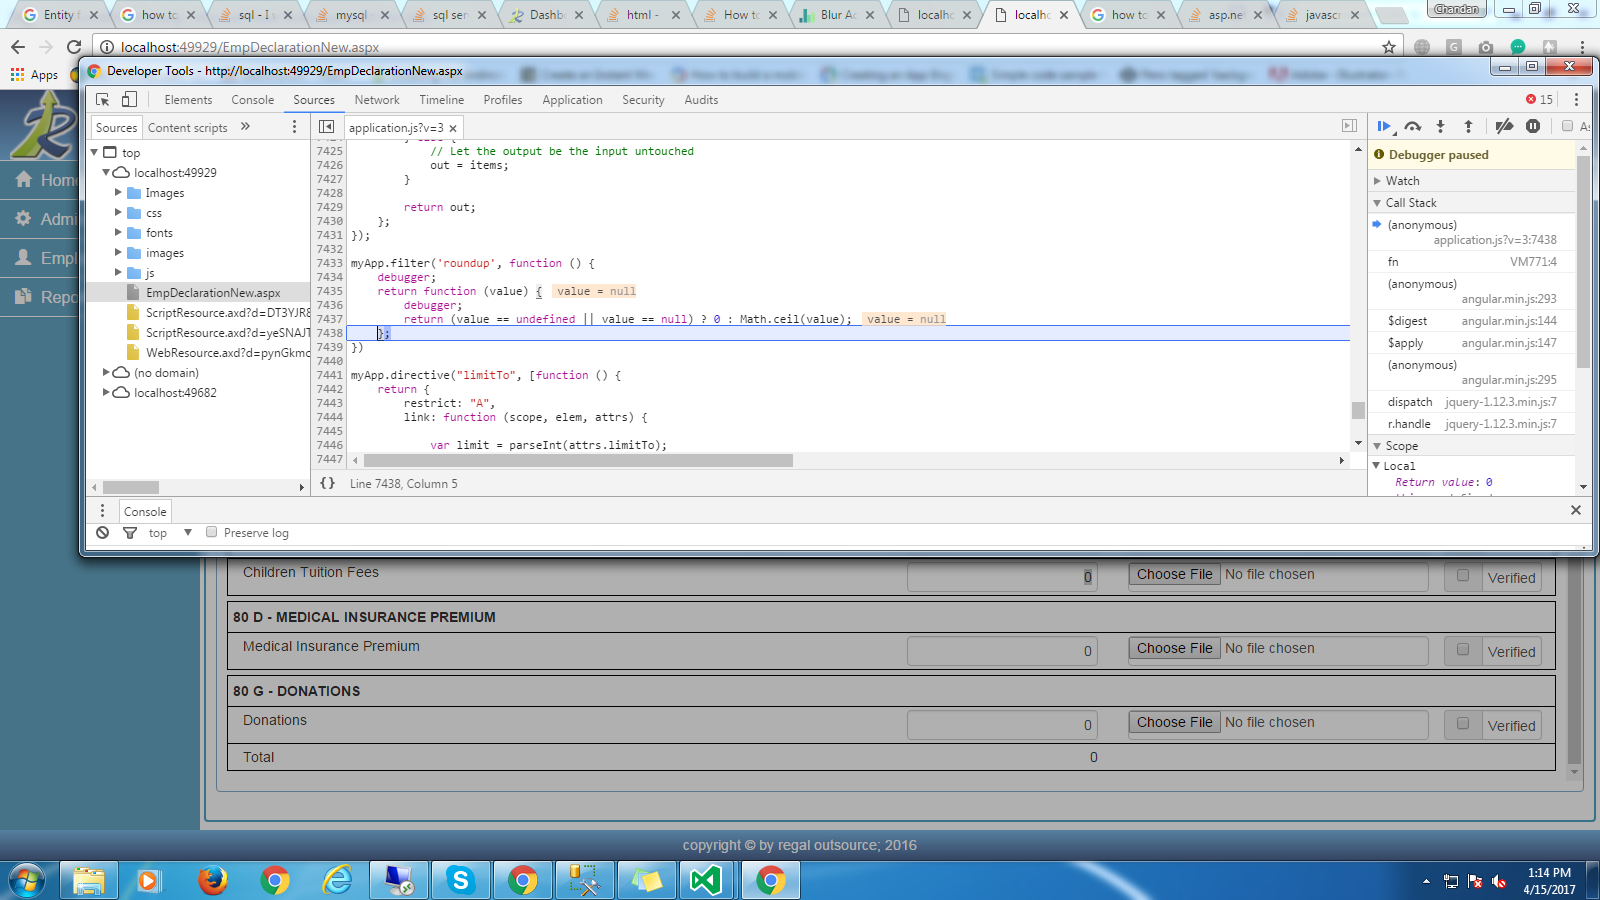 Entity f
how to
sql - I
mysql
sql ser
Dashb
html -
How to
Blur Ac
localho
localho
how to
asp.ne
javascr
Chandan
localhost:49929/EmpDeclarationNew.aspx
Apps
Developer Tools - http://localhost:49929/EmpDeclarationNew.aspx
Elements Console Sources Network Timeline Profiles Application Security Audits 15
Sources Content scripts »
application.js?v=3
top
localhost:49929
Images
css
fonts
images
js
EmpDeclarationNew.aspx
ScriptResource.axd?d=DT3YJR8
ScriptResource.axd?d=yeSNAJT
WebResource.axd?d=pynGkmc
(no domain)
localhost:49682
7425 // Let the output be the input untouched
7426 out = items;
7427 }
7428
7429 return out;
7430 };
7431 });
7432
7433 myApp.filter('roundup', function () {
7434 debugger;
7435 return function (value) { value = null
7436 debugger;
7437 return (value == undefined || value == null) ? 0 : Math.ceil(value); value = null
7438 };
7439 })
7440
7441 myApp.directive("limitTo", [function () {
7442 return {
7443 restrict: "A",
7444 link: function (scope, elem, attrs) {
7445
7446 var limit = parseInt(attrs.limitTo);
7447
{} Line 7438, Column 5
As
Debugger paused
Watch
Call Stack
(anonymous)
application.js?v=3:7438
fn VM771:4
(anonymous)
angular.min.js:293
$digest angular.min.js:144
$apply angular.min.js:147
(anonymous)
angular.min.js:295
dispatch jquery-1.12.3.min.js:7
r.handle jquery-1.12.3.min.js:7
Scope
Local
Return value: 0
Console
top Preserve log
Home
Admi
Empl
Repo
Children Tuition Fees 0 Choose File No file chosen Verified
80 D - MEDICAL INSURANCE PREMIUM
Medical Insurance Premium 0 Choose File No file chosen Verified
80 G - DONATIONS
Donations 0 Choose File No file chosen Verified
Total 0
copyright © by regal outsource; 2016
1:14 PM
4/15/2017